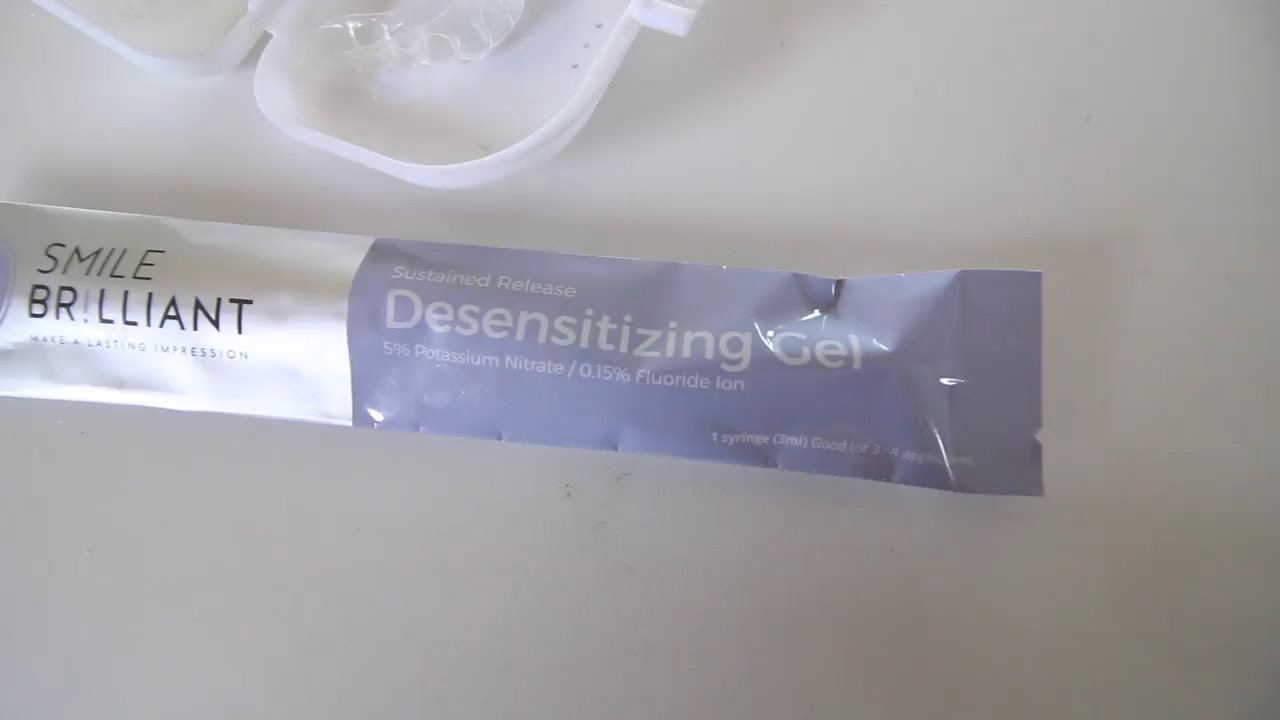 SMILE
BR!LLIANT
MAKE A LASTING IMPRESSION
Sustained Release
Desensitizing Gel
5% Potassium Nitrate / 0.15% Fluoride Ion
1 syringe (3ml) Good for 3 - 4 applications